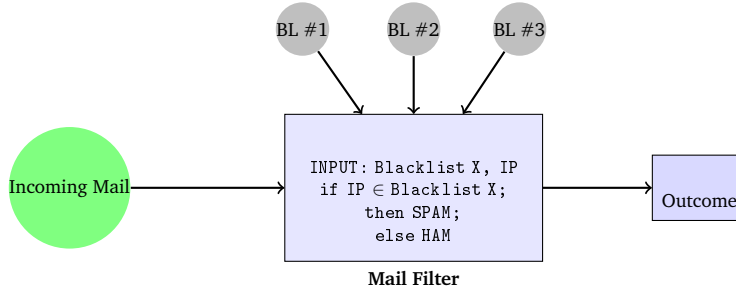 BL #1
BL #2
BL #3
Incoming Mail
INPUT: Blacklist X, IP
if IP ∈ Blacklist X;
then SPAM;
else HAM
Outcome
Mail Filter